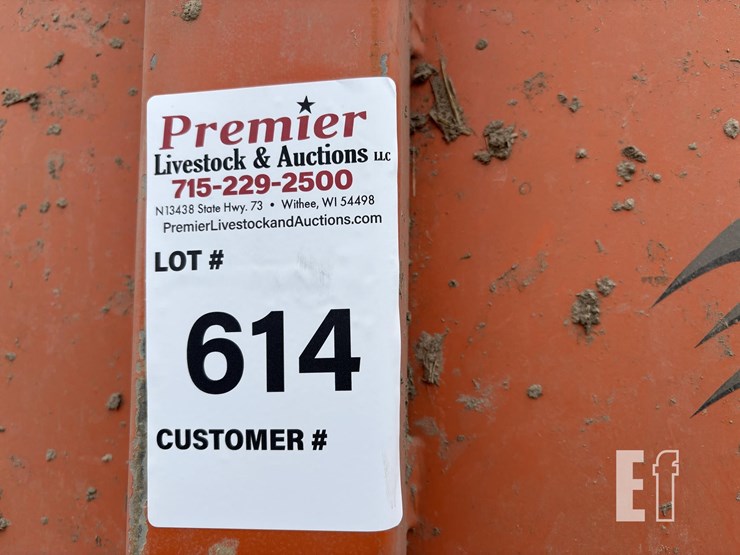 Premier
Livestock & Auctions LLC
715-229-2500
N13438 State Hwy. 73 • Withee, WI 54498
PremierLivestockandAuctions.com
LOT #
614
CUSTOMER #
Ef